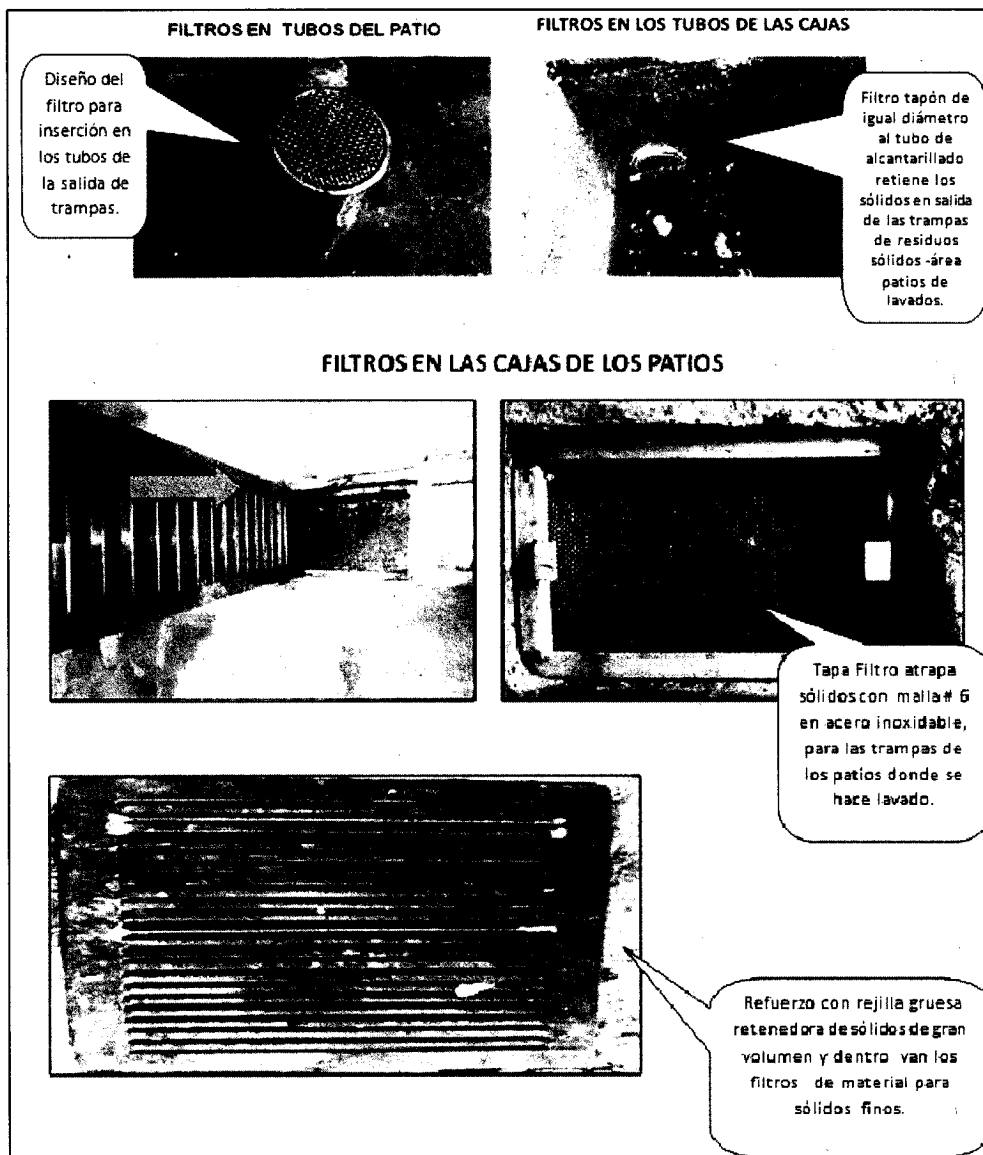 FILTROS EN TUBOS DEL PATIO
FILTROS EN LOS TUBOS DE LAS CAJAS
Diseño del
filtro para
inserción en
los tubos de
la salida de
trampas.
Filtro tapón de
igual diámetro
al tubo de
alcantarillado
retiene los
sólidos en salida
de las trampas
de residuos
sólidos -área
patios de
lavados.
FILTROS EN LAS CAJAS DE LOS PATIOS
Tapa Filtro atrapa
sólidos con malla # 6
en acero inoxidable,
para las trampas de
los patios donde se
hace lavado.
Refuerzo con rejilla gruesa
retenedora de sólidos de gran
volumen y dentro van los
filtros de material para
sólidos finos.